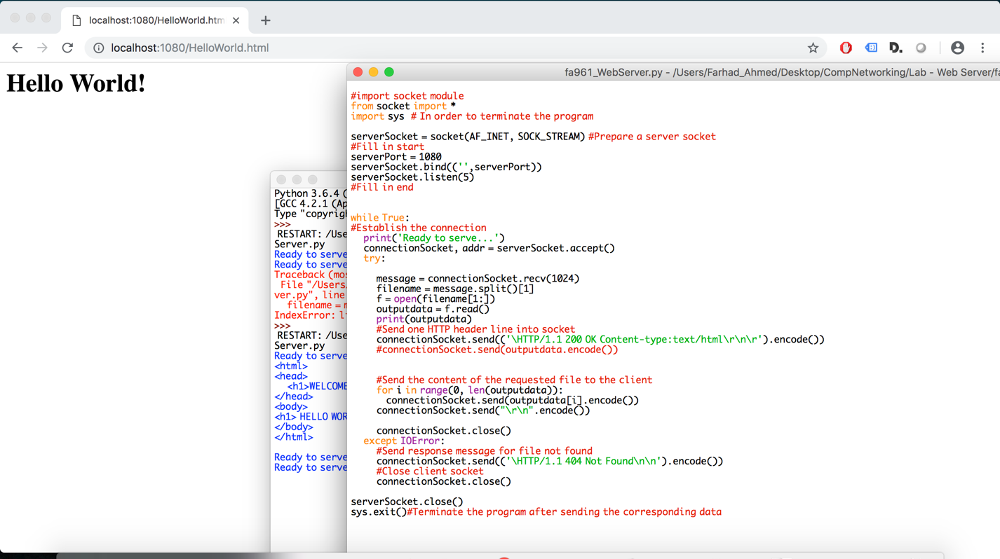 localhost:1080/HelloWorld.htm
localhost:1080/HelloWorld.html
D.
Hello World!
fa961_WebServer.py - /Users/Farhad_Ahmed/Desktop/CompNetworking/Lab - Web Server/fa
#import socket module
from socket import *
import sys  # In order to terminate the program
serverSocket = socket(AF_INET, SOCK_STREAM) #Prepare a server socket
#Fill in start
serverPort = 1080
serverSocket.bind(('',serverPort))
serverSocket.listen(5)
#Fill in end
while True:
#Establish the connection
print('Ready to serve...')
connectionSocket, addr = serverSocket.accept()
try:
message = connectionSocket.recv(1024)
filename = message.split()[1]
f = open(filename[1:])
outputdata = f.read()
print(outputdata)
#Send one HTTP header line into socket
connectionSocket.send(('\HTTP/1.1 200 OK Content-type:text/html\r\n\r').encode())
#connectionSocket.send(outputdata.encode())
#Send the content of the requested file to the client
for i in range(0, len(outputdata)):
connectionSocket.send(outputdata[i].encode())
connectionSocket.send("\r\n".encode())
connectionSocket.close()
except IOError:
#Send response message for file not found
connectionSocket.send(('\HTTP/1.1 404 Not Found\n\n').encode())
#Close client socket
connectionSocket.close()
serverSocket.close()
sys.exit()#Terminate the program after sending the corresponding data
Python 3.6.4 (
[GCC 4.2.1 (Ap
Type "copyrigh
>>>
RESTART: /Use
Server.py
Ready to serve
Ready to serve
Traceback (mos
File "/Users/
ver.py", line
filename = m
IndexError: li
>>>
RESTART: /Use
Server.py
Ready to serve
<html>
<head>
<h1>WELCOME
</head>
<body>
<h1> HELLO WOR
</body>
</html>
Ready to serve
Ready to serve